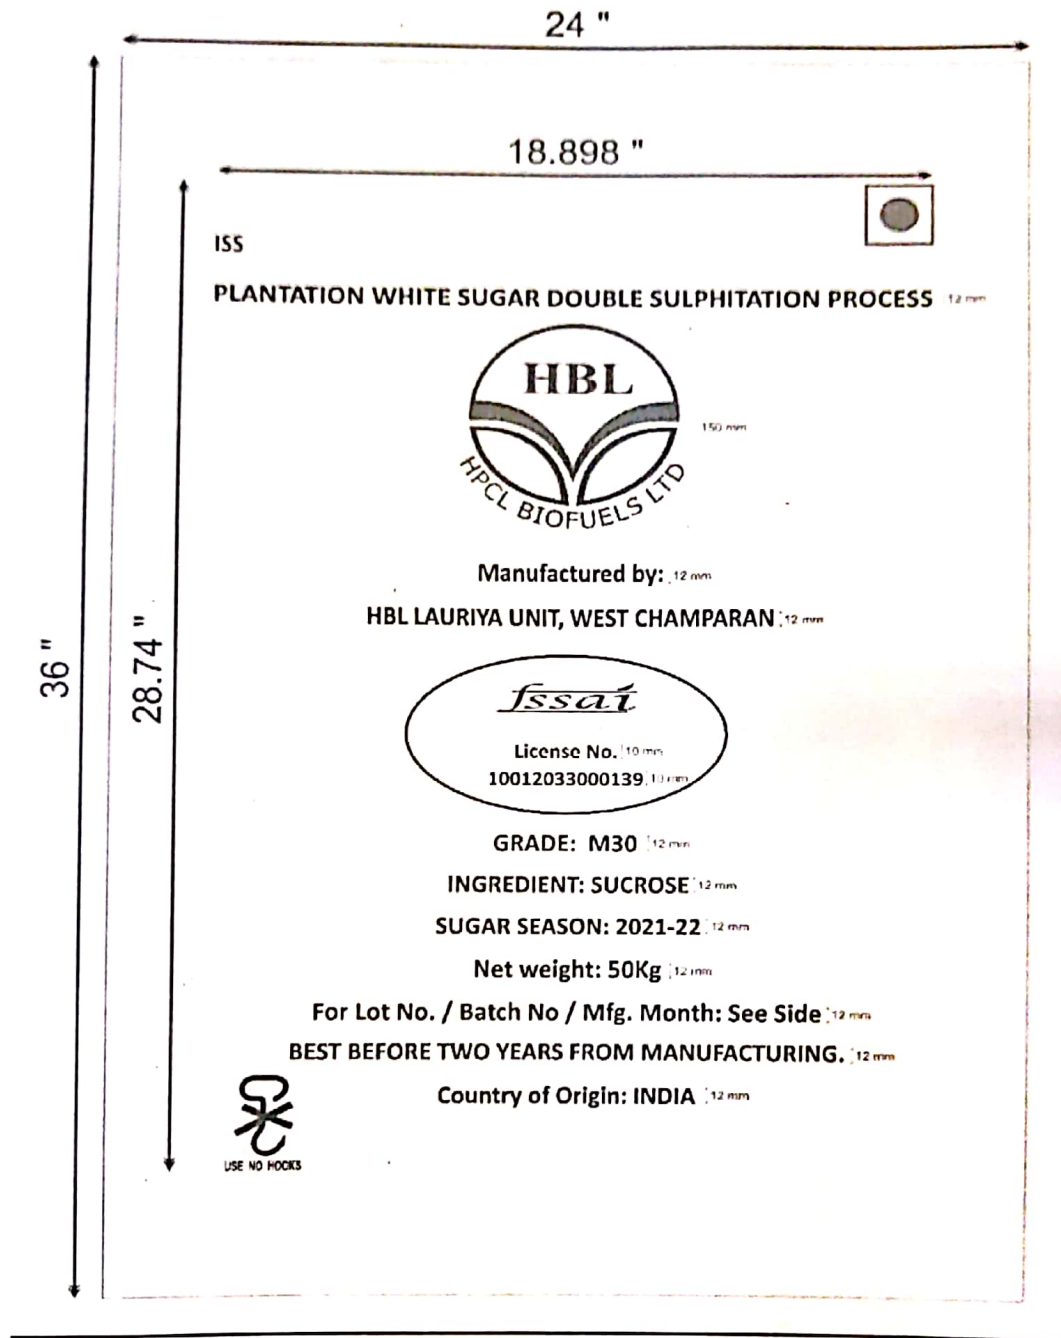 24 "
18.898 "
ISS
PLANTATION WHITE SUGAR DOUBLE SULPHITATION PROCESS 12 mm
HBL
150 mm
HPCL BIOFUELS LTD
Manufactured by: 12 mm
HBL LAURIYA UNIT, WEST CHAMPARAN 12 mm
36 "
28.74 "
fssai
License No. 10 mm
10012033000139 10 mm
GRADE: M30 12 mm
INGREDIENT: SUCROSE 12 mm
SUGAR SEASON: 2021-22 12 mm
Net weight: 50Kg 12 mm
For Lot No. / Batch No / Mfg. Month: See Side 12 mm
BEST BEFORE TWO YEARS FROM MANUFACTURING. 12 mm
Country of Origin: INDIA 12 mm
USE NO HOOKS